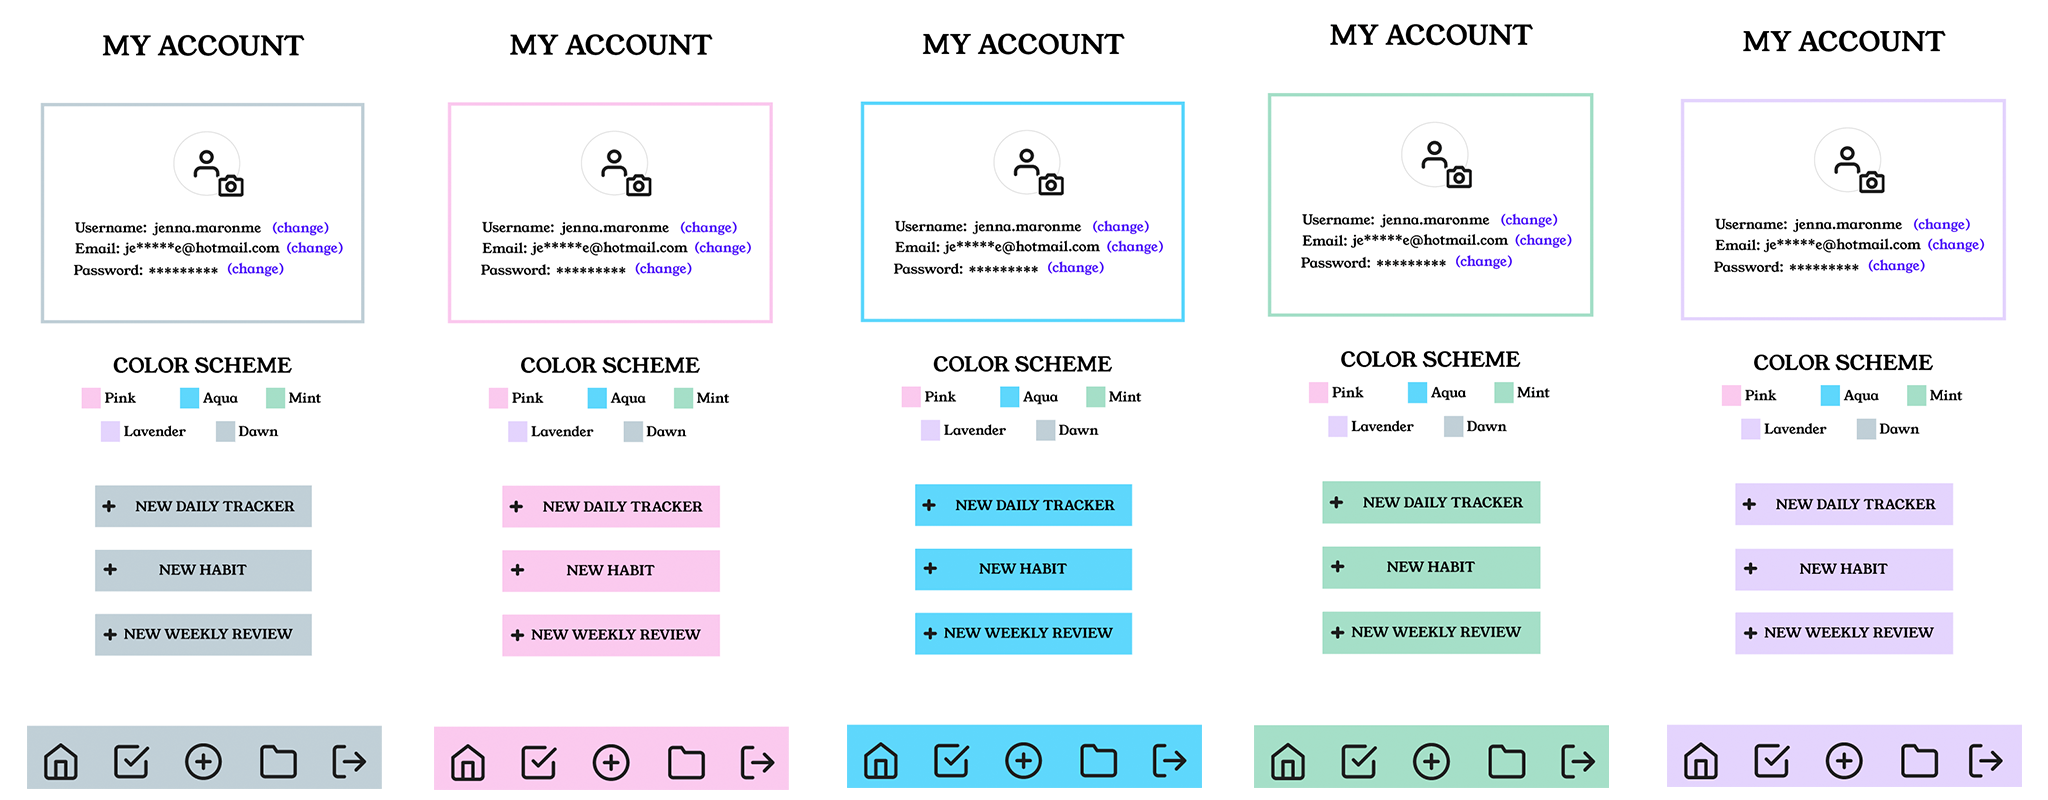 MY ACCOUNT
Username: jenna.maronme (change)
Email: je*****e@hotmail.com (change)
Password: ********* (change)
COLOR SCHEME
Pink Aqua Mint
Lavender Dawn
+ NEW DAILY TRACKER
+ NEW HABIT
+ NEW WEEKLY REVIEW
MY ACCOUNT
Username: jenna.maronme (change)
Email: je*****e@hotmail.com (change)
Password: ********* (change)
COLOR SCHEME
Pink Aqua Mint
Lavender Dawn
+ NEW DAILY TRACKER
+ NEW HABIT
+ NEW WEEKLY REVIEW
MY ACCOUNT
Username: jenna.maronme (change)
Email: je*****e@hotmail.com (change)
Password: ********* (change)
COLOR SCHEME
Pink Aqua Mint
Lavender Dawn
+ NEW DAILY TRACKER
+ NEW HABIT
+ NEW WEEKLY REVIEW
MY ACCOUNT
Username: jenna.maronme (change)
Email: je*****e@hotmail.com (change)
Password: ********* (change)
COLOR SCHEME
Pink Aqua Mint
Lavender Dawn
+ NEW DAILY TRACKER
+ NEW HABIT
+ NEW WEEKLY REVIEW
MY ACCOUNT
Username: jenna.maronme (change)
Email: je*****e@hotmail.com (change)
Password: ********* (change)
COLOR SCHEME
Pink Aqua Mint
Lavender Dawn
+ NEW DAILY TRACKER
+ NEW HABIT
+ NEW WEEKLY REVIEW